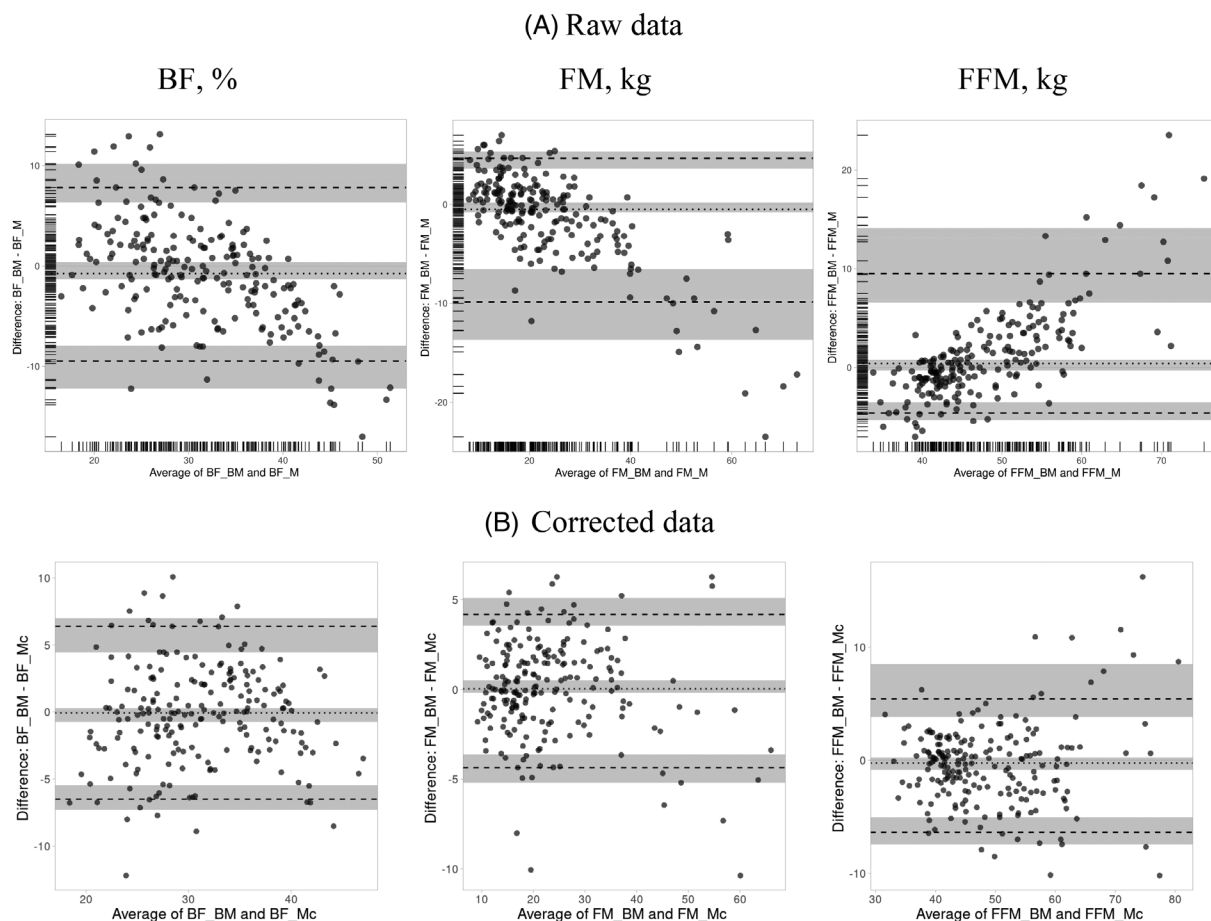 (A) Raw data
BF, % FM, kg FFM, kg
Difference: BF_BM - BF_M
10
0
-10
20 30 40 50
Average of BF_BM and BF_M
Difference: FM_BM - FM_M
0
-10
-20
20 40 60
Average of FM_BM and FM_M
Difference: FFM_BM - FFM_M
20
10
0
40 50 60 70
Average of FFM_BM and FFM_M
(B) Corrected data
Difference: BF_BM - BF_Mc
10
5
0
-5
-10
20 30 40
Average of BF_BM and BF_Mc
Difference: FM_BM - FM_Mc
5
0
-5
-10
10 20 30 40 50 60
Average of FM_BM and FM_Mc
Difference: FFM_BM - FFM_Mc
10
0
-10
30 40 50 60 70 80
Average of FFM_BM and FFM_Mc